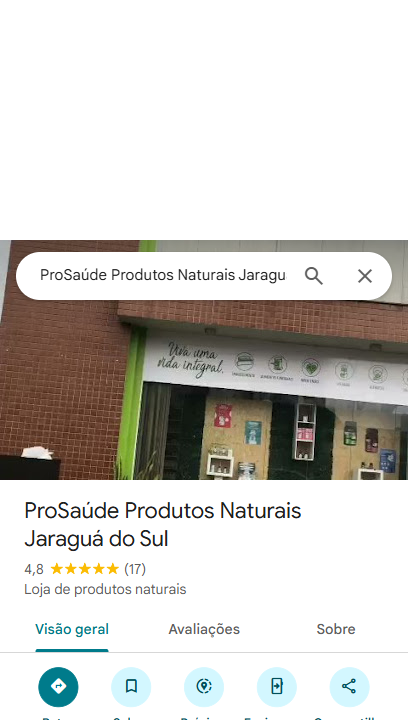 ProSaúde Produtos Naturais Jaragu
Viva uma
vida integral.
ProSaúde Produtos Naturais
Jaraguá do Sul
4,8 (17)
Loja de produtos naturais
Visão geral
Avaliações
Sobre